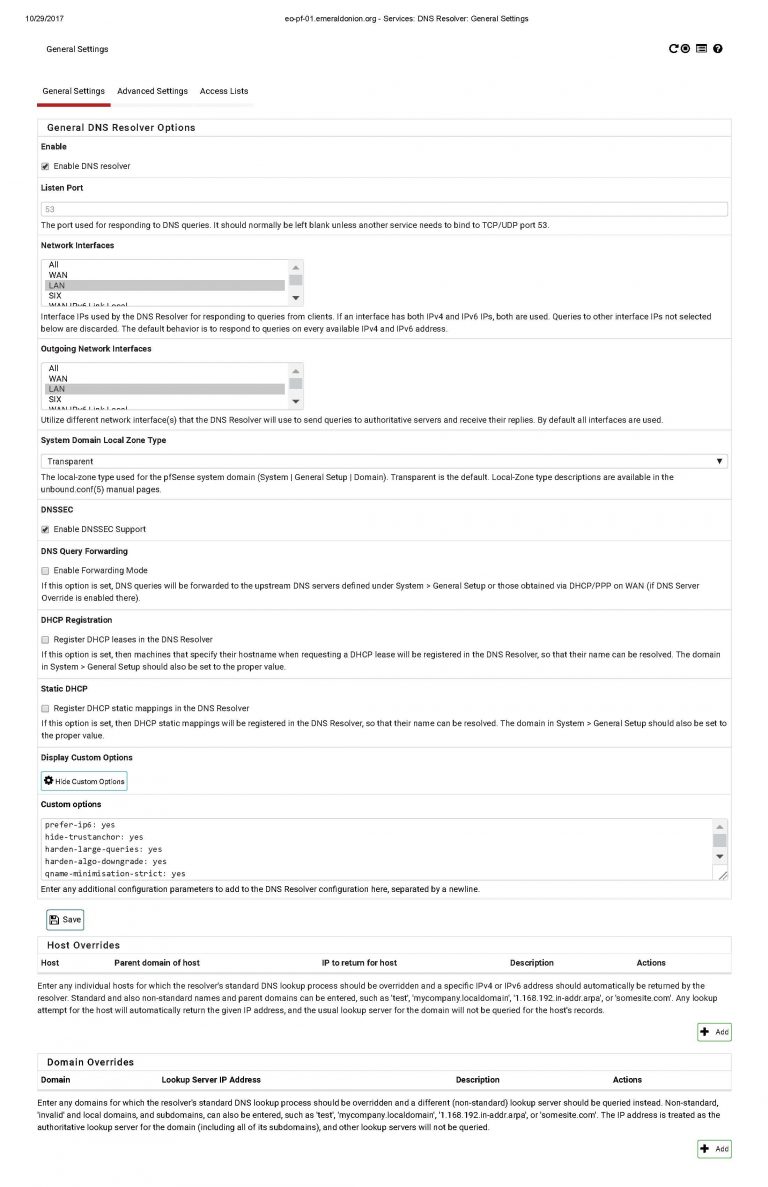 10/29/2017 eo-pf-01.emeraldonion.org - Services: DNS Resolver: General Settings
General Settings
General Settings Advanced Settings Access Lists
General DNS Resolver Options
Enable
Enable DNS resolver
Listen Port
53
The port used for responding to DNS queries. It should normally be left blank unless another service needs to bind to TCP/UDP port 53.
Network Interfaces
All
WAN
LAN
SIX
WAN IPv6 Link Local
Interface IPs used by the DNS Resolver for responding to queries from clients. If an interface has both IPv4 and IPv6 IPs, both are used. Queries to other interface IPs not selected
below are discarded. The default behavior is to respond to queries on every available IPv4 and IPv6 address.
Outgoing Network Interfaces
All
WAN
LAN
SIX
WAN IPv6 Link Local
Utilize different network interface(s) that the DNS Resolver will use to send queries to authoritative servers and receive their replies. By default all interfaces are used.
System Domain Local Zone Type
Transparent
The local-zone type used for the pfSense system domain (System | General Setup | Domain). Transparent is the default. Local-Zone type descriptions are available in the
unbound.conf(5) manual pages.
DNSSEC
Enable DNSSEC Support
DNS Query Forwarding
Enable Forwarding Mode
If this option is set, DNS queries will be forwarded to the upstream DNS servers defined under System > General Setup or those obtained via DHCP/PPP on WAN (if DNS Server
Override is enabled there).
DHCP Registration
Register DHCP leases in the DNS Resolver
If this option is set, then machines that specify their hostname when requesting a DHCP lease will be registered in the DNS Resolver, so that their name can be resolved. The domain
in System > General Setup should also be set to the proper value.
Static DHCP
Register DHCP static mappings in the DNS Resolver
If this option is set, then DHCP static mappings will be registered in the DNS Resolver, so that their name can be resolved. The domain in System > General Setup should also be set to
the proper value.
Display Custom Options
Hide Custom Options
Custom options
prefer-ip6: yes
hide-trustanchor: yes
harden-large-queries: yes
harden-algo-downgrade: yes
qname-minimisation-strict: yes
Enter any additional configuration parameters to add to the DNS Resolver configuration here, separated by a newline.
Save
Host Overrides
Host Parent domain of host IP to return for host Description Actions
Enter any individual hosts for which the resolver's standard DNS lookup process should be overridden and a specific IPv4 or IPv6 address should automatically be returned by the
resolver. Standard and also non-standard names and parent domains can be entered, such as 'test', 'mycompany.localdomain', '1.168.192.in-addr.arpa', or 'somesite.com'. Any lookup
attempt for the host will automatically return the given IP address, and the usual lookup server for the domain will not be queried for the host's records.
Add
Domain Overrides
Domain Lookup Server IP Address Description Actions
Enter any domains for which the resolver's standard DNS lookup process should be overridden and a different (non-standard) lookup server should be queried instead. Non-standard,
'invalid' and local domains, and subdomains, can also be entered, such as 'test', 'mycompany.localdomain', '1.168.192.in-addr.arpa', or 'somesite.com'. The IP address is treated as the
authoritative lookup server for the domain (including all of its subdomains), and other lookup servers will not be queried.
Add